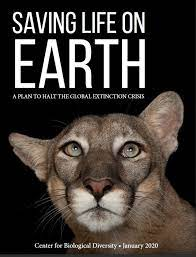 SAVING LIFE ON
EARTH
A PLAN TO HALT THE GLOBAL EXTINCTION CRISIS
Center for Biological Diversity • January 2020